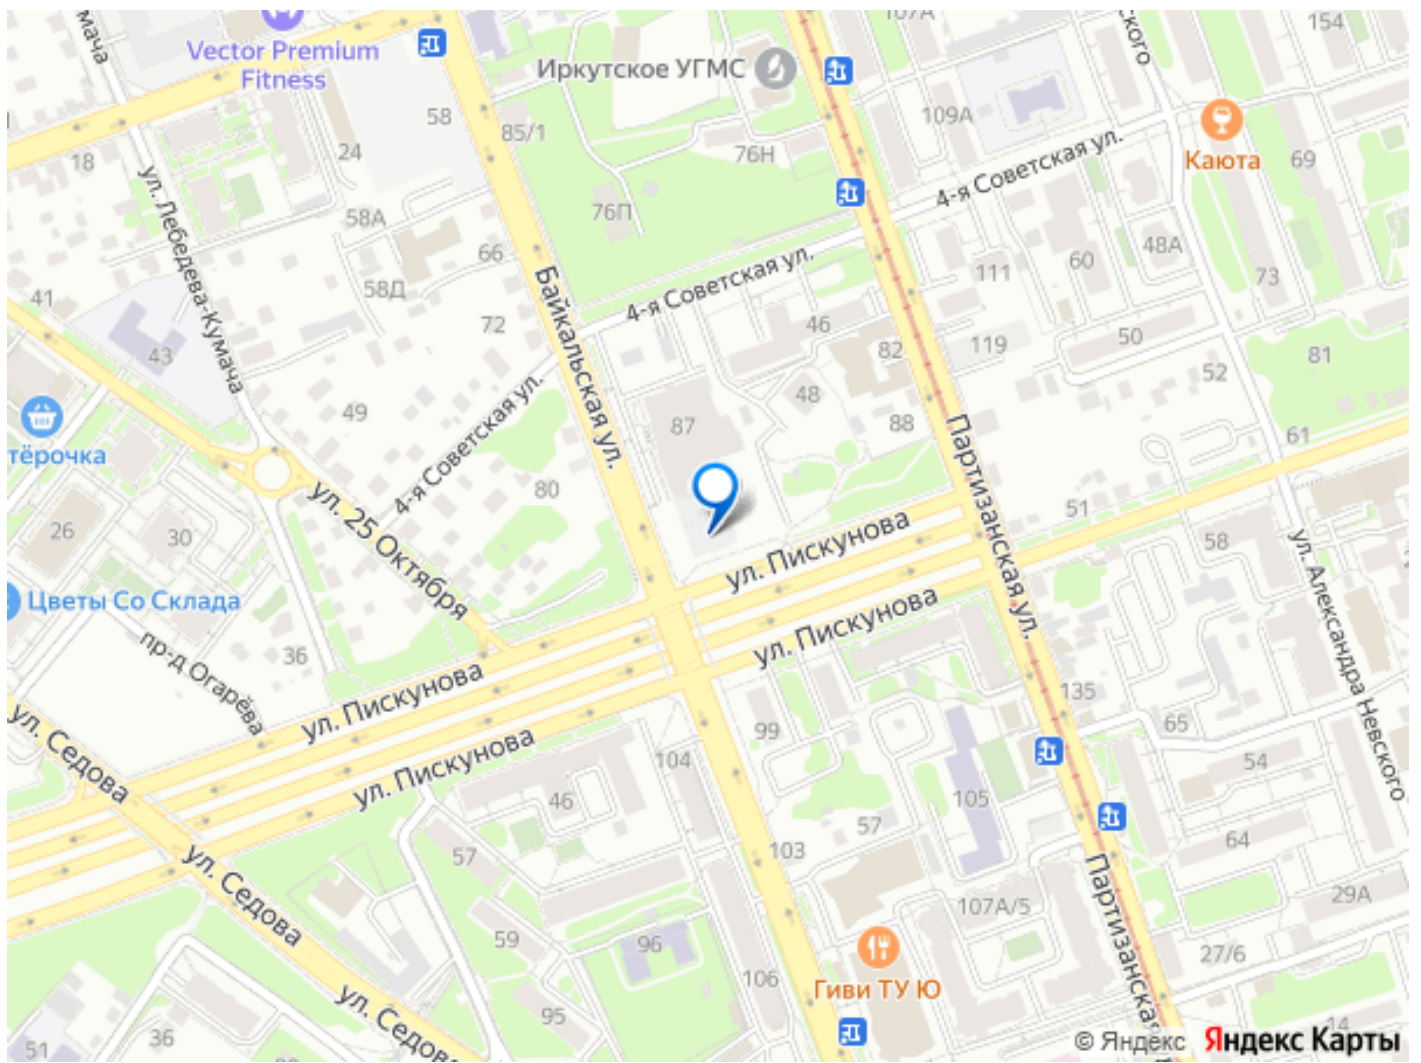 107А
154
Vector Premium
Fitness
Иркутское УГМС
58
85/1
109А
18
24
76Н
4-я Советская ул.
Каюта
69
ул. Лебедева-Кумача
58А
76П
66
48А
41
58Д
Байкальская ул.
4-я Советская ул.
111
60
73
72
46
43
82
119
50
81
52
49
48
87
88
Партизанская ул.
61
тёрочка
4-я Советская ул.
80
26
30
ул. 25 Октября
ул. Пискунова
51
58
ул. Александра Невского
Цветы Со Склада
36
пр-д Огарёва
ул. Пискунова
ул. Пискунова
135
65
99
ул. Седова
ул. Пискунова
104
54
46
105
57
57
103
64
ул. Седова
Партизанская
29А
107А/5
59
96
27/6
106
Гиви ТУ Ю
ул. Седова
95
36
51
14
© Яндекс Яндекс Карты